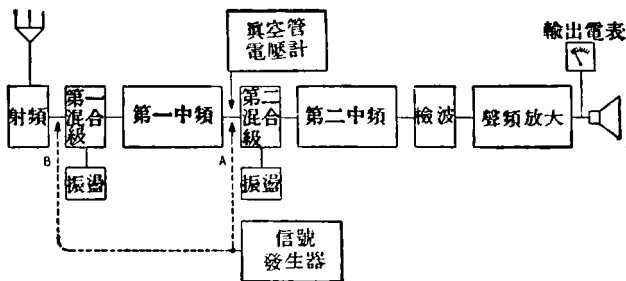 眞空管
電壓計
輸出電表
射頻
第一混合級
第一中頻
第二混合級
第二中頻
檢波
聲頻放大
B
A
振盪
振盪
信號
發生器